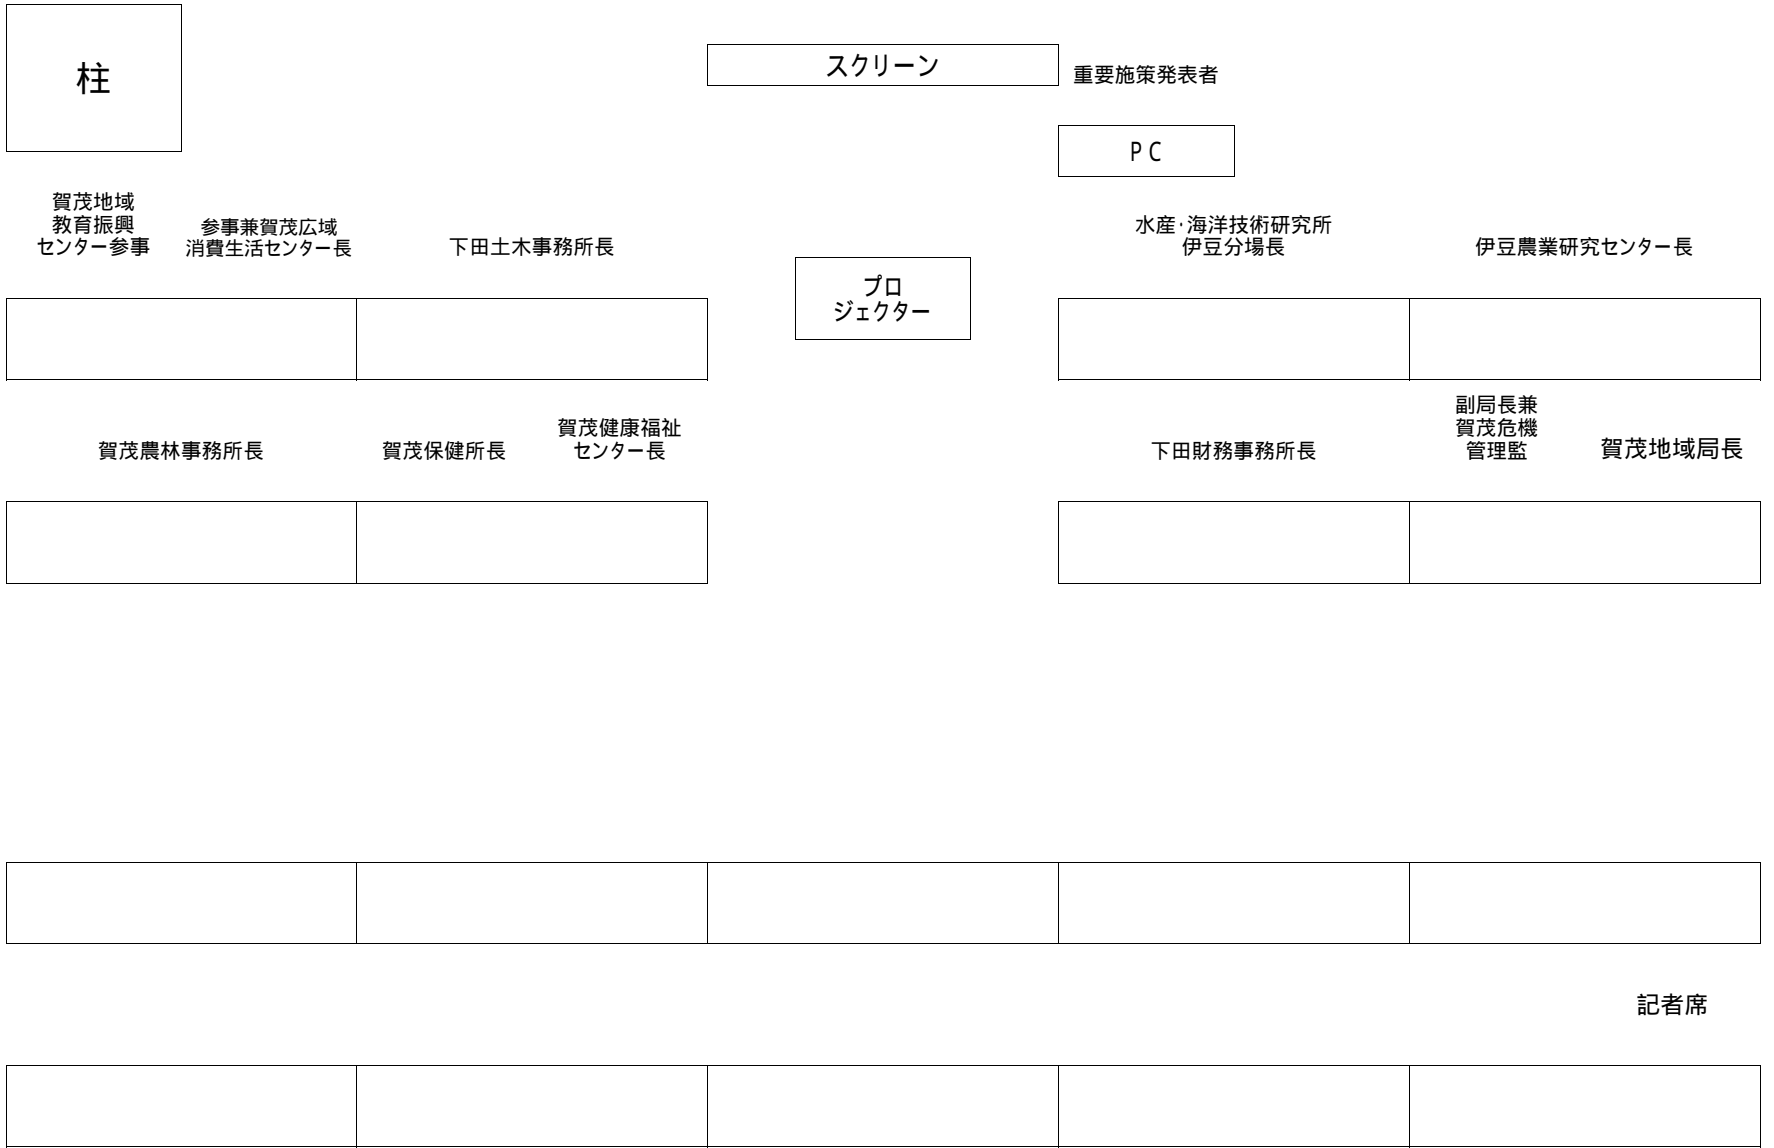 柱
スクリーン
重要施策発表者
PC
賀茂地域
教育振興
センター参事
参事兼賀茂広域
消費生活センター長
下田土木事務所長
プロ
ジェクター
水産・海洋技術研究所
伊豆分場長
伊豆農業研究センター長
賀茂農林事務所長
賀茂保健所長
賀茂健康福祉
センター長
下田財務事務所長
副局長兼
賀茂危機
管理監
賀茂地域局長
記者席